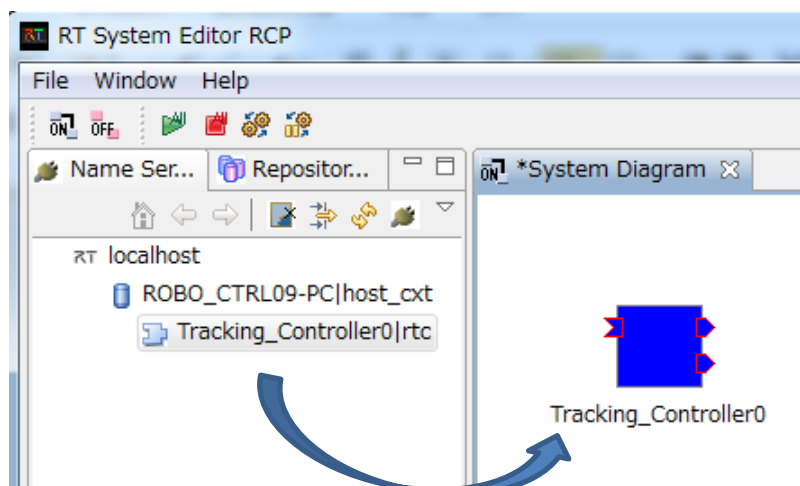 RT System Editor RCP
File Window Help
ON OFF
Name Ser... Repositor...
ON *System Diagram
RT localhost
ROBO_CTRL09-PC|host_cxt
Tracking_Controller0|rtc
Tracking_Controller0